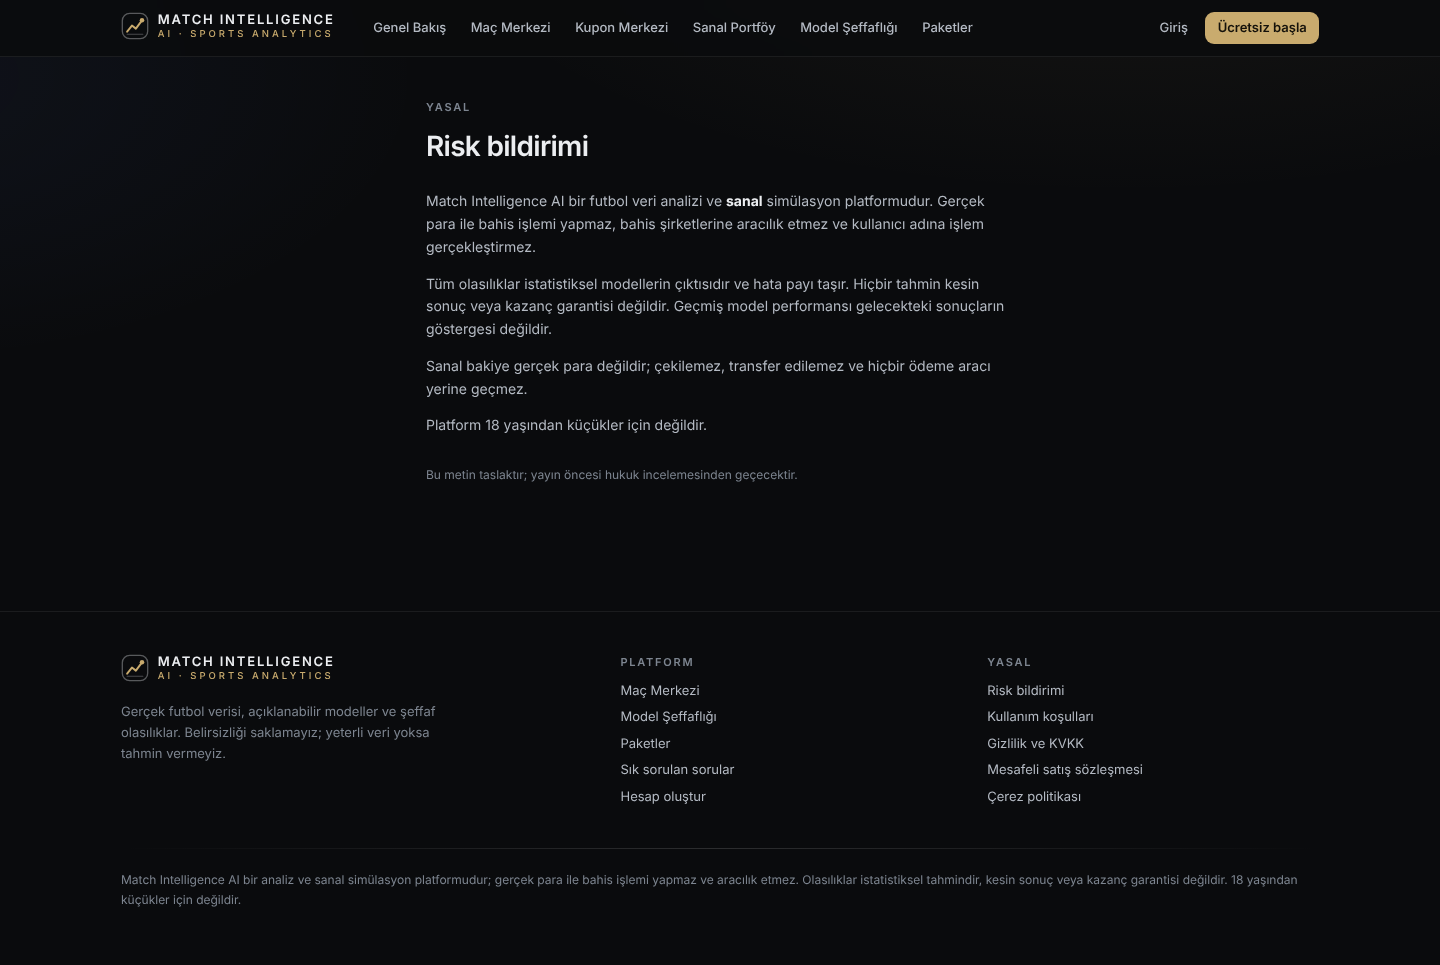 MATCH INTELLIGENCE
AI · SPORTS ANALYTICS
Genel Bakış
Maç Merkezi
Kupon Merkezi
Sanal Portföy
Model Şeffaflığı
Paketler
Giriş
Ücretsiz başla
YASAL
Risk bildirimi
Match Intelligence AI bir futbol veri analizi ve sanal simülasyon platformudur. Gerçek
para ile bahis işlemi yapmaz, bahis şirketlerine aracılık etmez ve kullanıcı adına işlem
gerçekleştirmez.
Tüm olasılıklar istatistiksel modellerin çıktısıdır ve hata payı taşır. Hiçbir tahmin kesin
sonuç veya kazanç garantisi değildir. Geçmiş model performansı gelecekteki sonuçların
göstergesi değildir.
Sanal bakiye gerçek para değildir; çekilemez, transfer edilemez ve hiçbir ödeme aracı
yerine geçmez.
Platform 18 yaşından küçükler için değildir.
Bu metin taslaktır; yayın öncesi hukuk incelemesinden geçecektir.
MATCH INTELLIGENCE
AI · SPORTS ANALYTICS
Gerçek futbol verisi, açıklanabilir modeller ve şeffaf
olasılıklar. Belirsizliği saklamayız; yeterli veri yoksa
tahmin vermeyiz.
PLATFORM
Maç Merkezi
Model Şeffaflığı
Paketler
Sık sorulan sorular
Hesap oluştur
YASAL
Risk bildirimi
Kullanım koşulları
Gizlilik ve KVKK
Mesafeli satış sözleşmesi
Çerez politikası
Match Intelligence AI bir analiz ve sanal simülasyon platformudur; gerçek para ile bahis işlemi yapmaz ve aracılık etmez. Olasılıklar istatistiksel tahmindir, kesin sonuç veya kazanç garantisi değildir. 18 yaşından
küçükler için değildir.